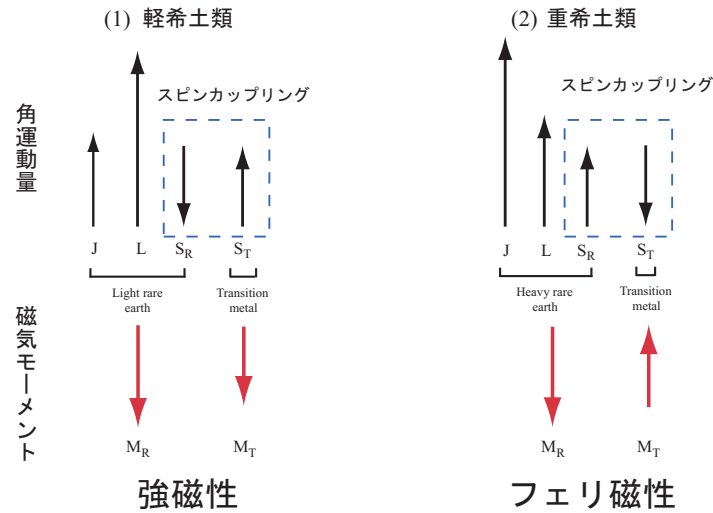 (1) 軽希土類
(2) 重希土類
スピンカップリング
スピンカップリング
角運動量
J L S_R S_T
J L S_R S_T
Light rare earth
Transition metal
Heavy rare earth
Transition metal
磁気モーメント
M_R M_T
M_R M_T
強磁性
フェリ磁性